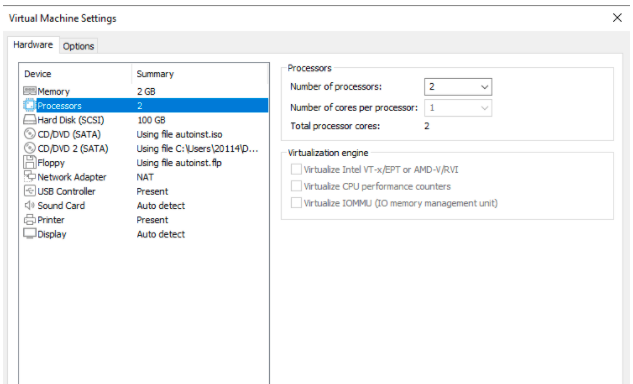 Virtual Machine Settings
Hardware Options
Device Summary
Memory 2 GB
Processors 2
Hard Disk (SCSI) 100 GB
CD/DVD (SATA) Using file autoinst.iso
CD/DVD 2 (SATA) Using file C:\Users\20114\D...
Floppy Using file autoinst.flp
Network Adapter NAT
USB Controller Present
Sound Card Auto detect
Printer Present
Display Auto detect
Processors
Number of processors: 2
Number of cores per processor: 1
Total processor cores: 2
Virtualization engine
Virtualize Intel VT-x/EPT or AMD-V/RVI
Virtualize CPU performance counters
Virtualize IOMMU (IO memory management unit)